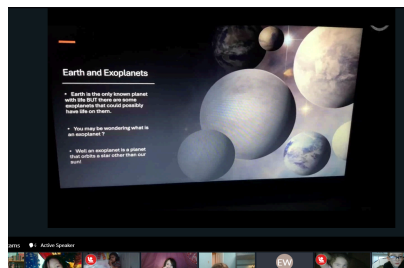 Earth and Exoplanets
• Earth is the only known planet
with life BUT there are some
exoplanets that could possibly
have life on them.
• You may be wondering what is
an exoplanet ?
• Well an exoplanet is a planet
that orbits a star other than our
sun!
Active Speaker
EW